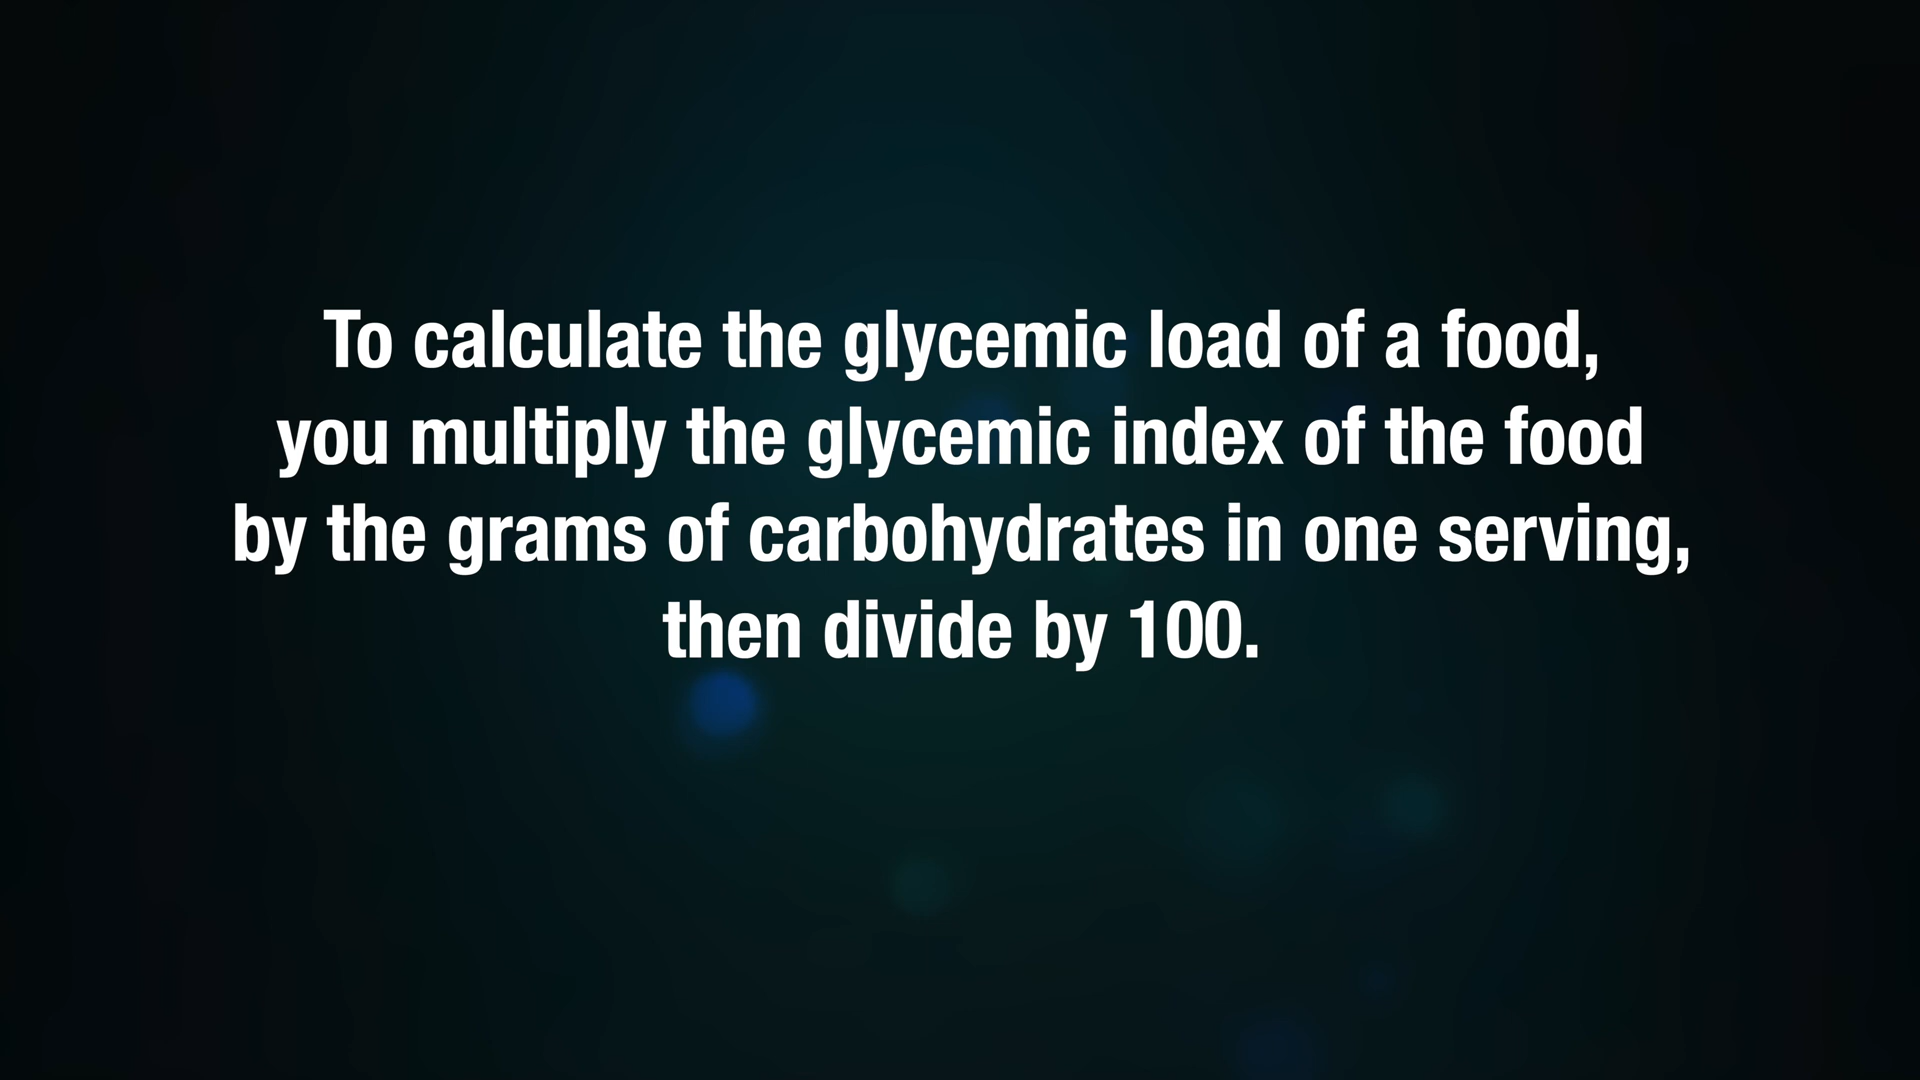 To calculate the glycemic load of a food,
you multiply the glycemic index of the food
by the grams of carbohydrates in one serving,
then divide by 100.